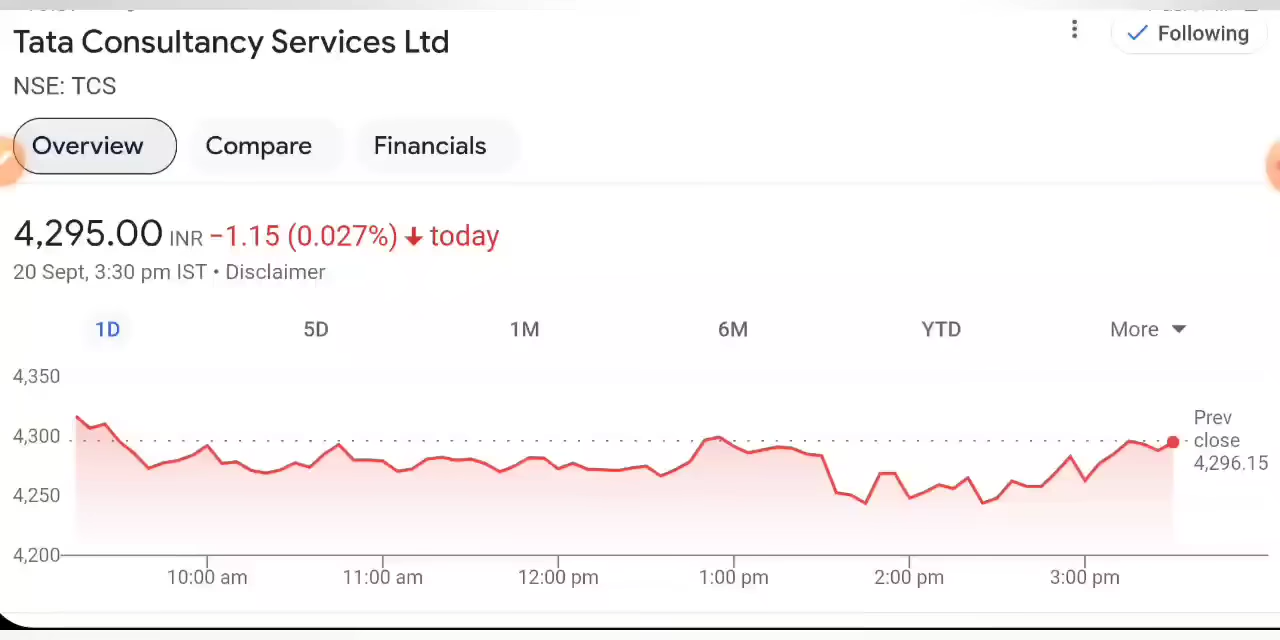 Tata Consultancy Services Ltd
Following
NSE: TCS
Overview
Compare
Financials
4,295.00 INR −1.15 (0.027%) ↓ today
20 Sept, 3:30 pm IST • Disclaimer
1D
5D
1M
6M
YTD
More
4,350
4,300
4,250
4,200
Prev
close
4,296.15
10:00 am
11:00 am
12:00 pm
1:00 pm
2:00 pm
3:00 pm